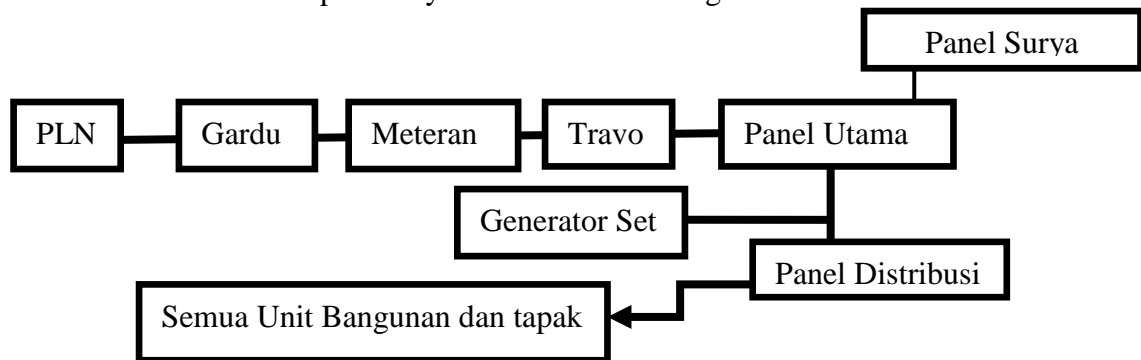 Panel Surya
PLN
Gardu
Meteran
Travo
Panel Utama
Generator Set
Panel Distribusi
Semua Unit Bangunan dan tapak